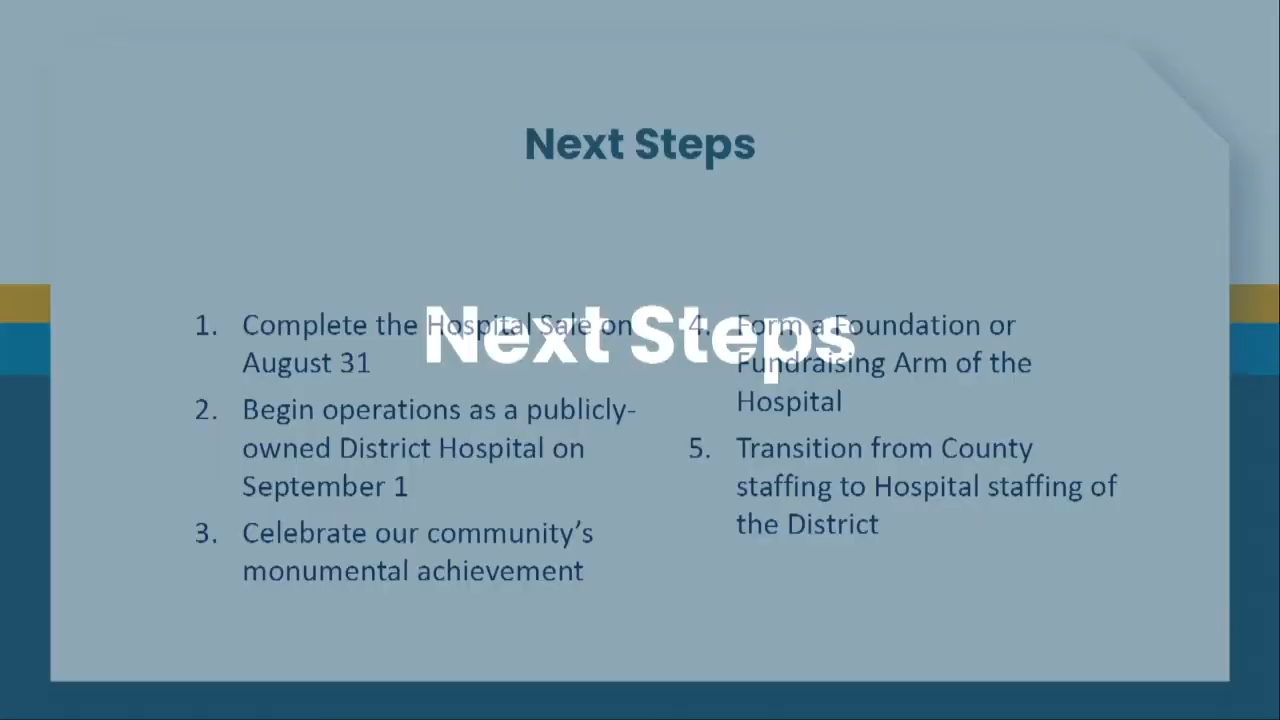 Next Steps
Next Steps
1. Complete the Hospital Sale on
August 31
2. Begin operations as a publicly-
owned District Hospital on
September 1
3. Celebrate our community’s
monumental achievement
4. Form a Foundation or
Fundraising Arm of the
Hospital
5. Transition from County
staffing to Hospital staffing of
the District